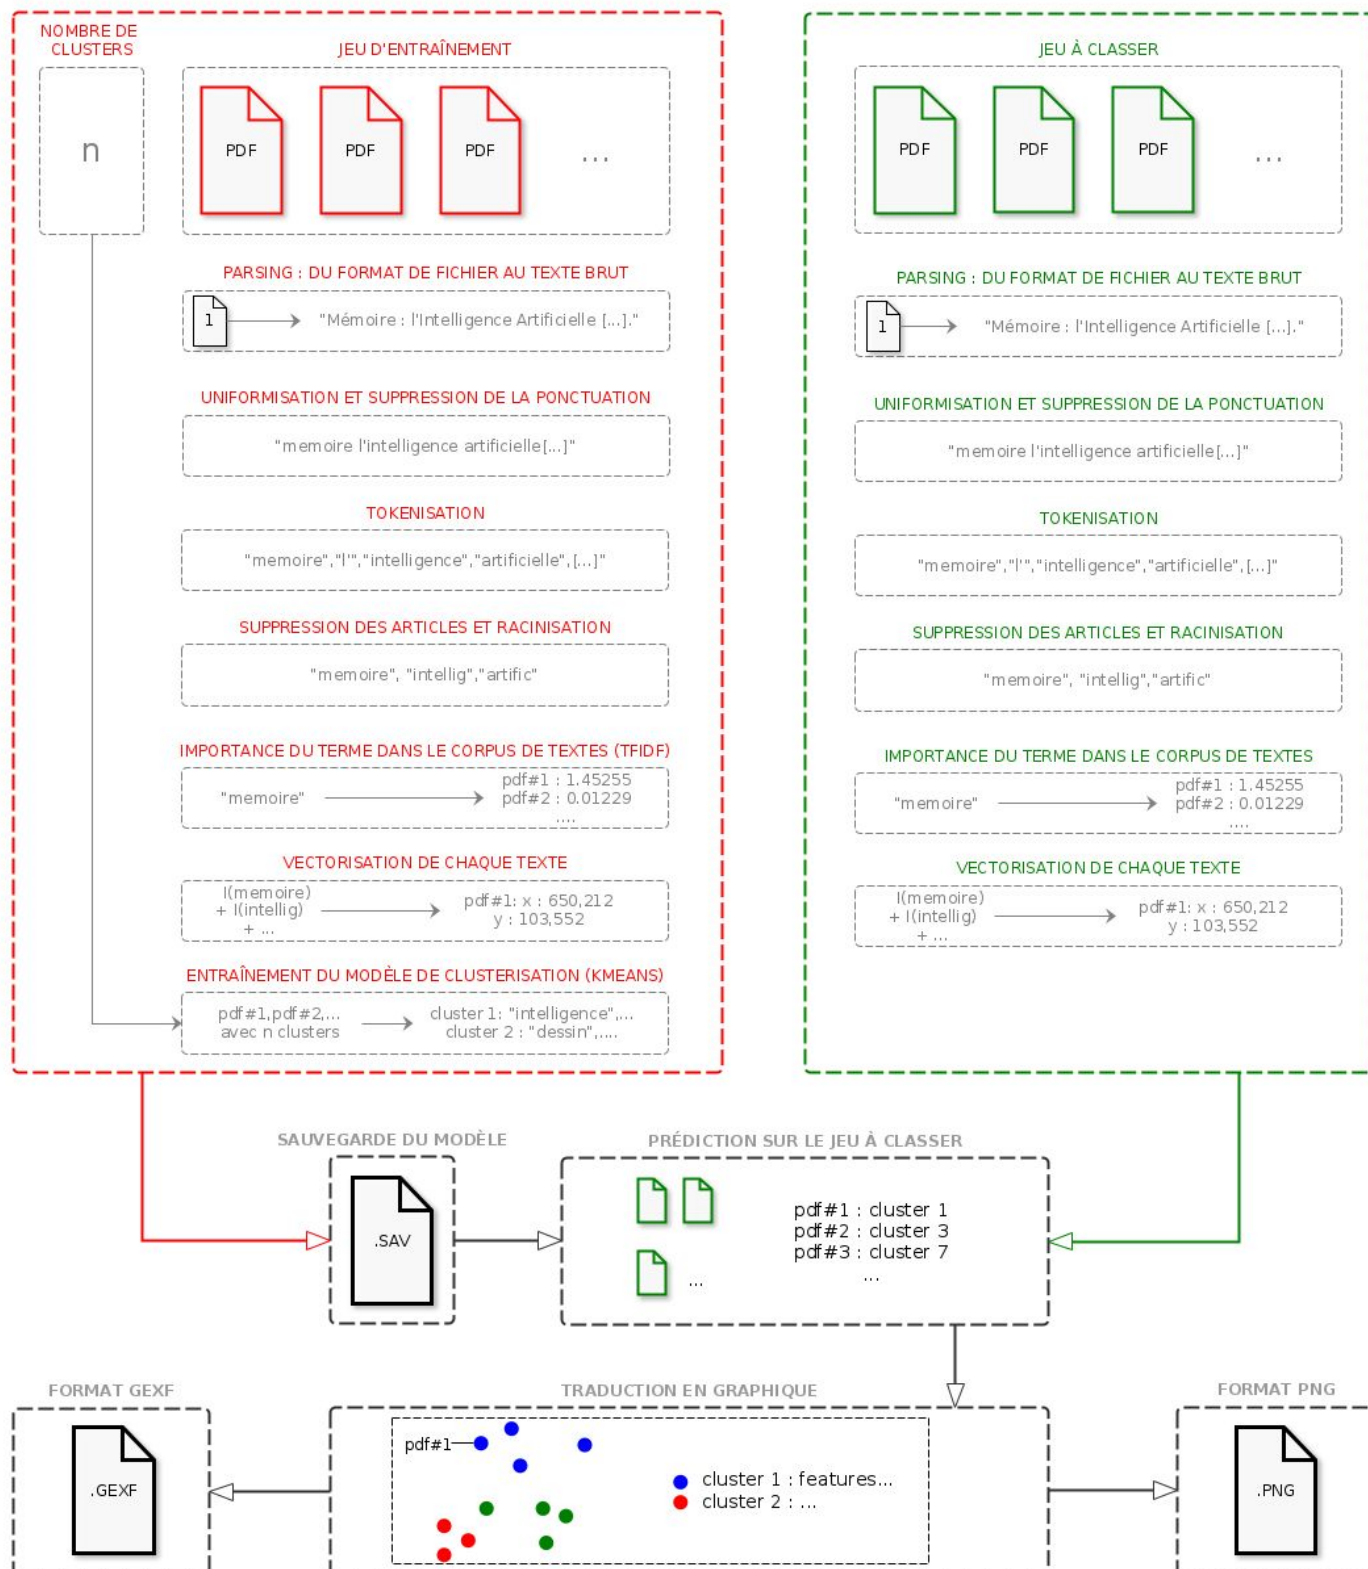 NOMBRE DE
CLUSTERS
JEU D'ENTRAÎNEMENT
n
PDF
PDF
PDF
...
PARSING : DU FORMAT DE FICHIER AU TEXTE BRUT
1
"Mémoire : l'Intelligence Artificielle [...]."
UNIFORMISATION ET SUPPRESSION DE LA PONCTUATION
"memoire l'intelligence artificielle[...]"
TOKENISATION
"memoire","l'","intelligence","artificielle",[...]"
SUPPRESSION DES ARTICLES ET RACINISATION
"memoire", "intellig","artific"
IMPORTANCE DU TERME DANS LE CORPUS DE TEXTES (TFIDF)
"memoire"
pdf#1 : 1.45255
pdf#2 : 0.01229
....
VECTORISATION DE CHAQUE TEXTE
I(memoire)
+ I(intellig)
+ ...
pdf#1: x : 650,212
y : 103,552
ENTRAÎNEMENT DU MODÈLE DE CLUSTERISATION (KMEANS)
pdf#1,pdf#2,...
avec n clusters
cluster 1: "intelligence",...
cluster 2 : "dessin",....
JEU À CLASSER
PDF
PDF
PDF
...
PARSING : DU FORMAT DE FICHIER AU TEXTE BRUT
1
"Mémoire : l'Intelligence Artificielle [...]."
UNIFORMISATION ET SUPPRESSION DE LA PONCTUATION
"memoire l'intelligence artificielle[...]"
TOKENISATION
"memoire","l'","intelligence","artificielle",[...]"
SUPPRESSION DES ARTICLES ET RACINISATION
"memoire", "intellig","artific"
IMPORTANCE DU TERME DANS LE CORPUS DE TEXTES
"memoire"
pdf#1 : 1.45255
pdf#2 : 0.01229
....
VECTORISATION DE CHAQUE TEXTE
I(memoire)
+ I(intellig)
+ ...
pdf#1: x : 650,212
y : 103,552
SAUVEGARDE DU MODÈLE
.SAV
PRÉDICTION SUR LE JEU À CLASSER
...
pdf#1 : cluster 1
pdf#2 : cluster 3
pdf#3 : cluster 7
...
FORMAT GEXF
.GEXF
TRADUCTION EN GRAPHIQUE
pdf#1
cluster 1 : features...
cluster 2 : ...
FORMAT PNG
.PNG